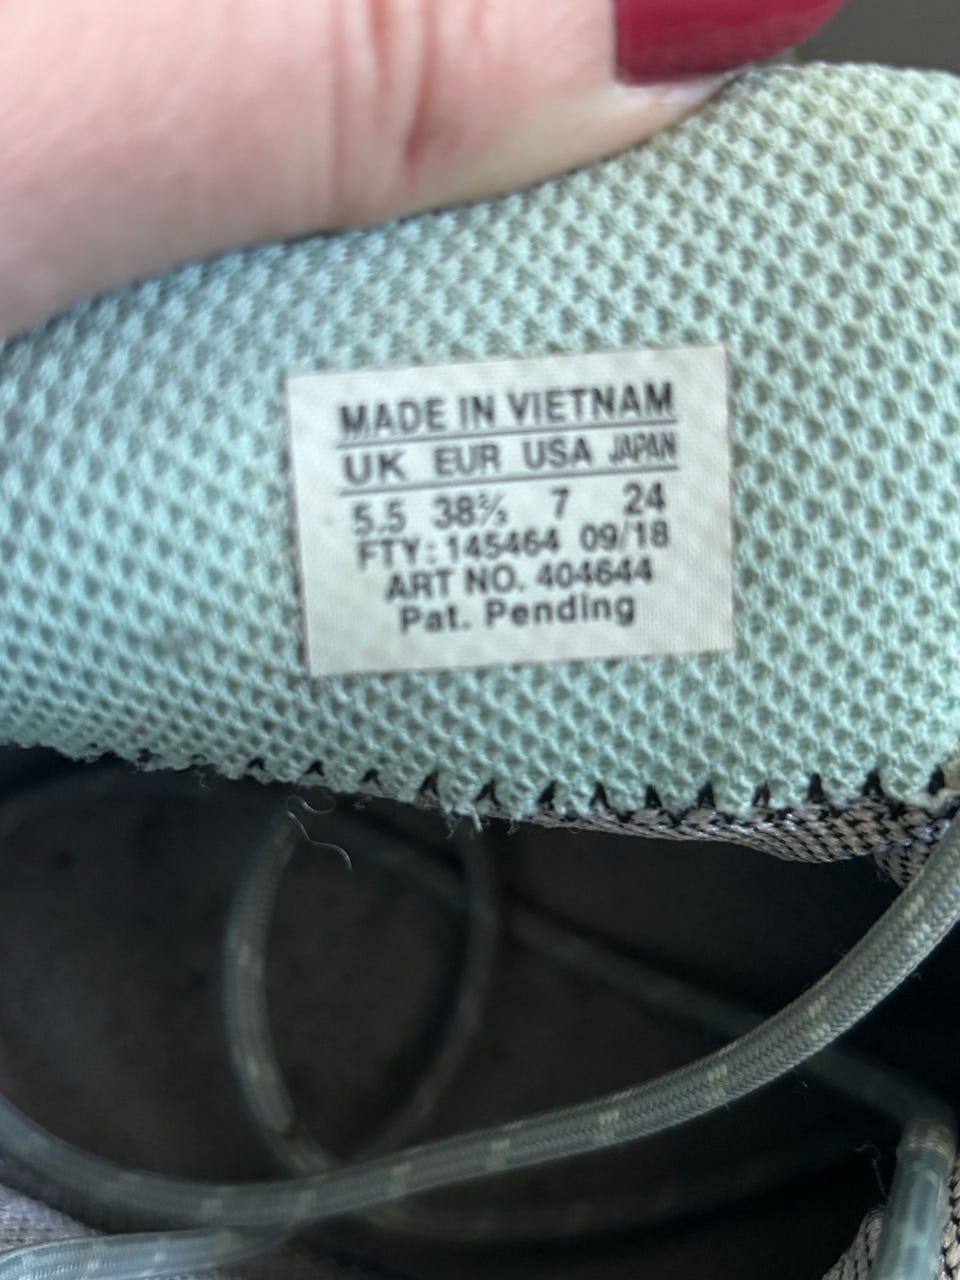 MADE IN VIETNAM
UK EUR USA JAPAN
5.5 38⅔ 7 24
FTY: 145464 09/18
ART NO. 404644
Pat. Pending